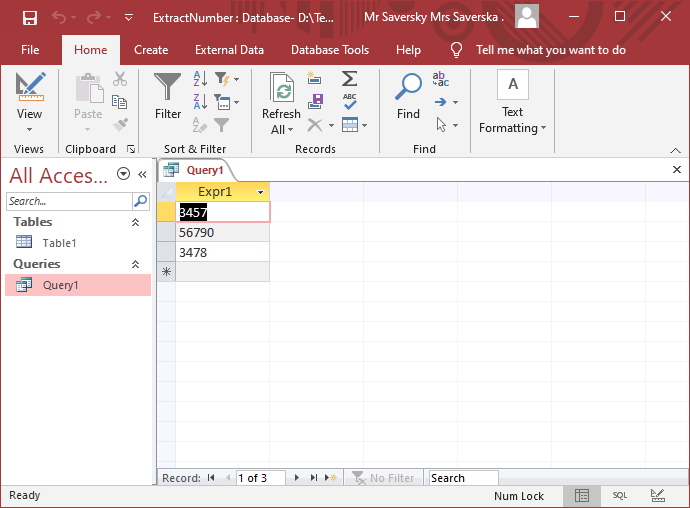 ExtractNumber : Database- D:\Te...
Mr Saversky Mrs Saverska .
File Home Create External Data Database Tools Help Tell me what you want to do
View
Paste
Filter
Refresh All
Find
ab
ac
ABC
A
Z
Z
A
A
Text Formatting
Views Clipboard Sort & Filter Records Find
All Acces...
Search...
Tables
Table1
Queries
Query1
Query1
Expr1
3457
56790
3478
Record: 1 of 3 No Filter Search
Ready Num Lock SQL